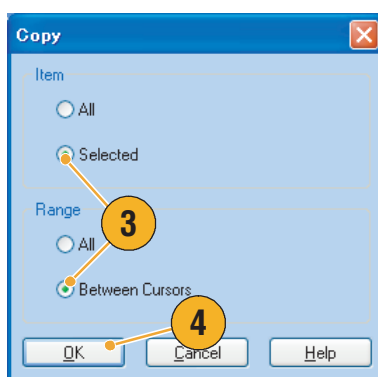 Copy
Item
All
Selected
Range
3
All
Between Cursors
4
OK Cancel Help